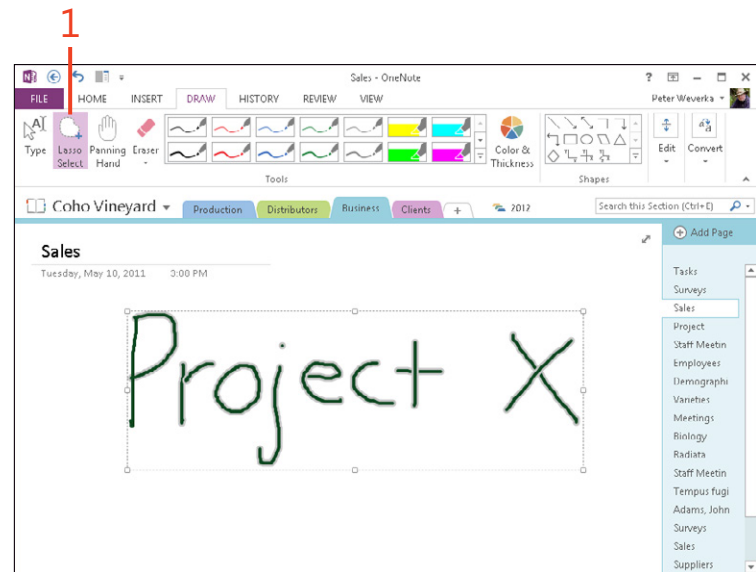 1
Sales - OneNote
FILE HOME INSERT DRAW HISTORY REVIEW VIEW Peter Weverka
Type Lasso Select Panning Hand Eraser Color & Thickness Edit Convert
Tools Shapes
Coho Vineyard Production Distributors Business Clients + 2012 Search this Section (Ctrl+E)
Add Page
Sales
Tuesday, May 10, 2011 3:00 PM
Project X
Tasks
Surveys
Sales
Project
Staff Meetin
Employees
Demographi
Varieties
Meetings
Biology
Radiata
Staff Meetin
Tempus fugi
Adams, John
Surveys
Sales
Suppliers